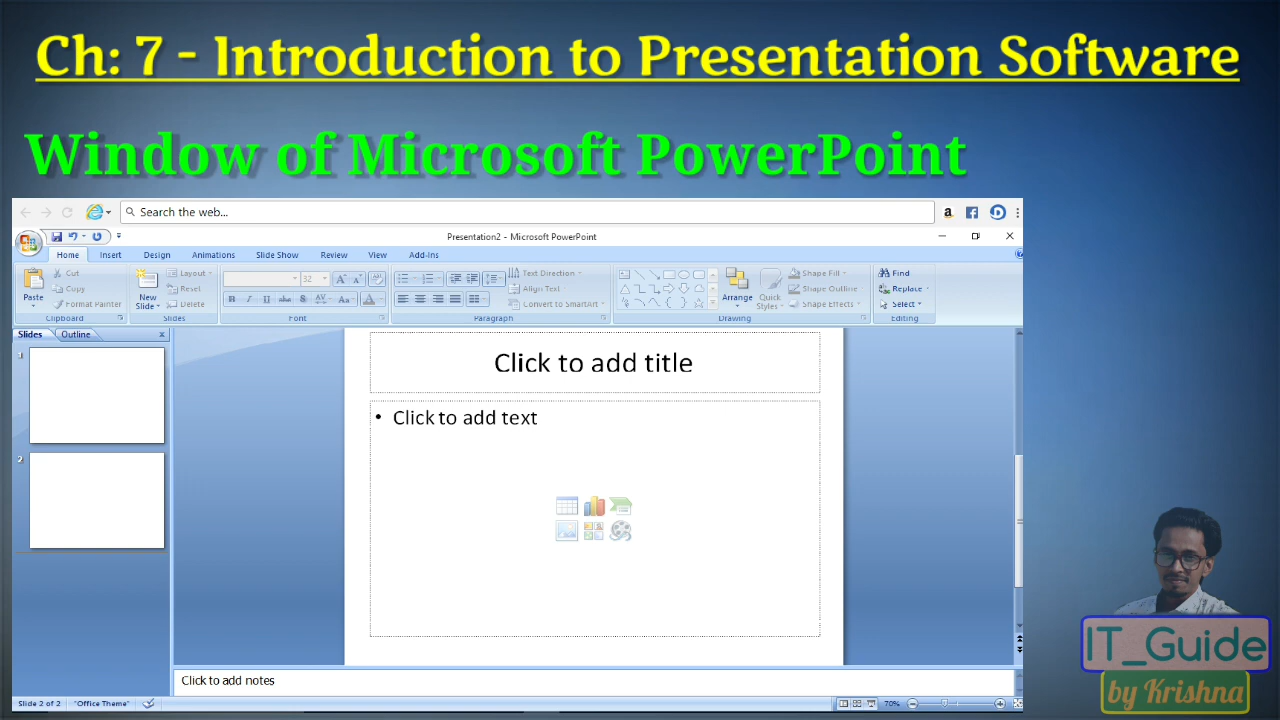 Ch: 7 - Introduction to Presentation Software
Window of Microsoft PowerPoint
Search the web...
Presentation2 - Microsoft PowerPoint
Home Insert Design Animations Slide Show Review View Add-Ins
Paste
Cut
Copy
Format Painter
Clipboard
New Slide
Layout
Reset
Delete
Slides
32
Font
Text Direction
Align Text
Convert to SmartArt
Paragraph
Arrange
Quick Styles
Shape Fill
Shape Outline
Shape Effects
Drawing
Find
Replace
Select
Editing
Slides Outline
1
2
Click to add title
• Click to add text
Click to add notes
Slide 2 of 2 "Office Theme" 70%
IT_Guide
by Krishna